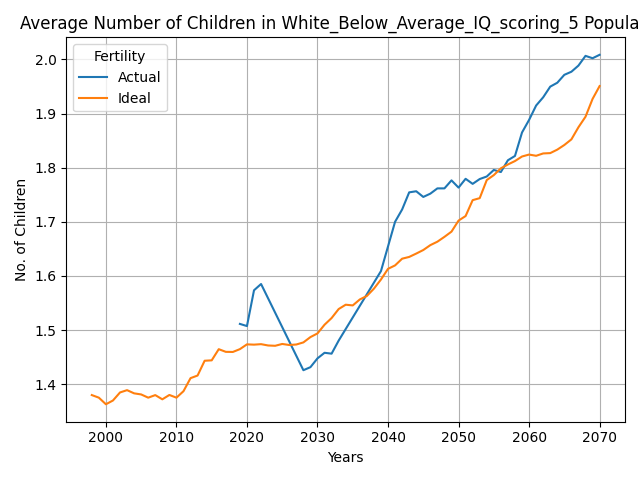 Average Number of Children in White_Below_Average_IQ_scoring_5 Popula
Fertility
Actual
Ideal
2.0
1.9
1.8
1.7
1.6
1.5
1.4
No. of Children
2000 2010 2020 2030 2040 2050 2060 2070
Years